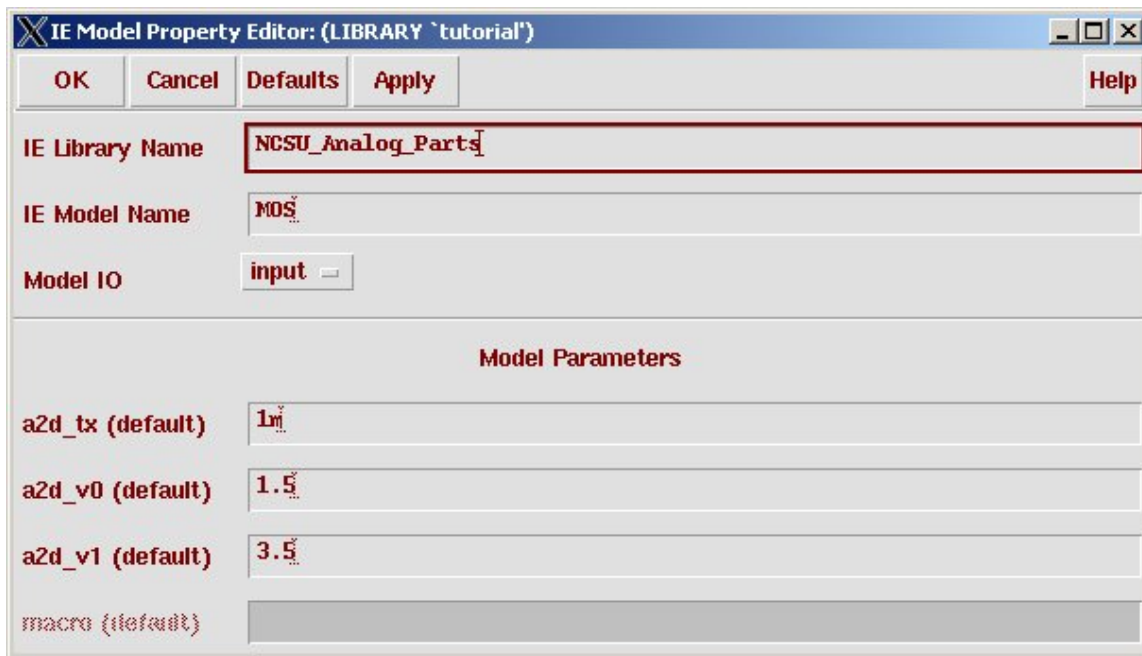 IE Model Property Editor: (LIBRARY `tutorial')
OK Cancel Defaults Apply Help
IE Library Name NCSU_Analog_Parts
IE Model Name MOS
Model IO input
Model Parameters
a2d_tx (default) 1m
a2d_v0 (default) 1.5
a2d_v1 (default) 3.5
macro (default)